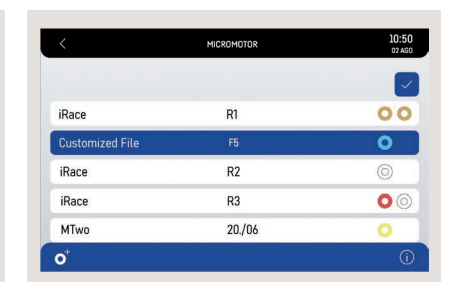 MICROMOTOR
10:50
02 AGO
iRace R1
Customized File F5
iRace R2
iRace R3
MTwo 20./06